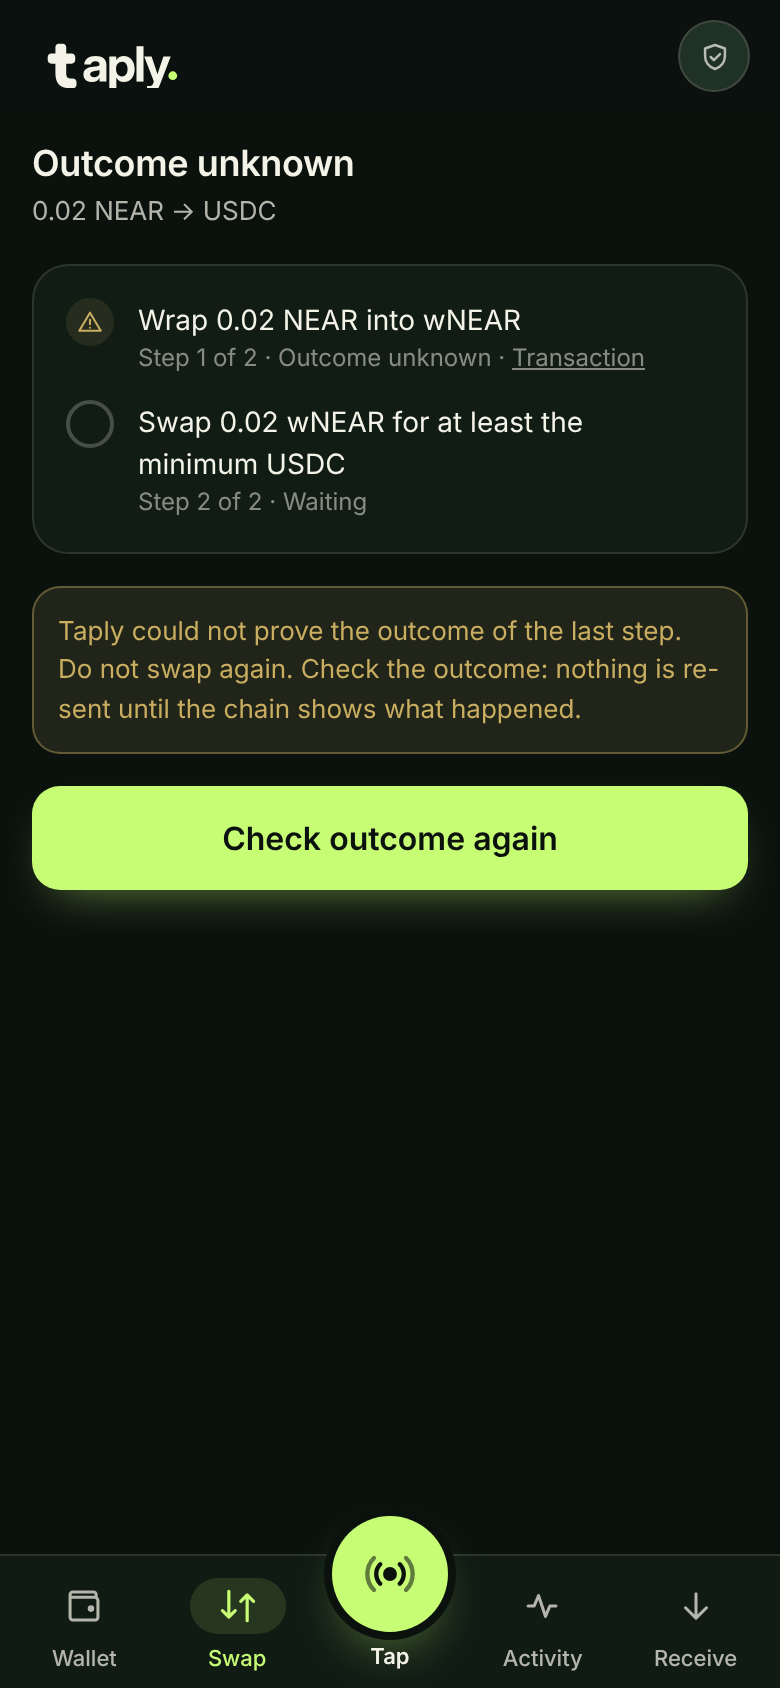 taply.
Outcome unknown
0.02 NEAR → USDC
Wrap 0.02 NEAR into wNEAR
Step 1 of 2 · Outcome unknown · Transaction
Swap 0.02 wNEAR for at least the
minimum USDC
Step 2 of 2 · Waiting
Taply could not prove the outcome of the last step.
Do not swap again. Check the outcome: nothing is re-
sent until the chain shows what happened.
Check outcome again
Wallet
Swap
Tap
Activity
Receive